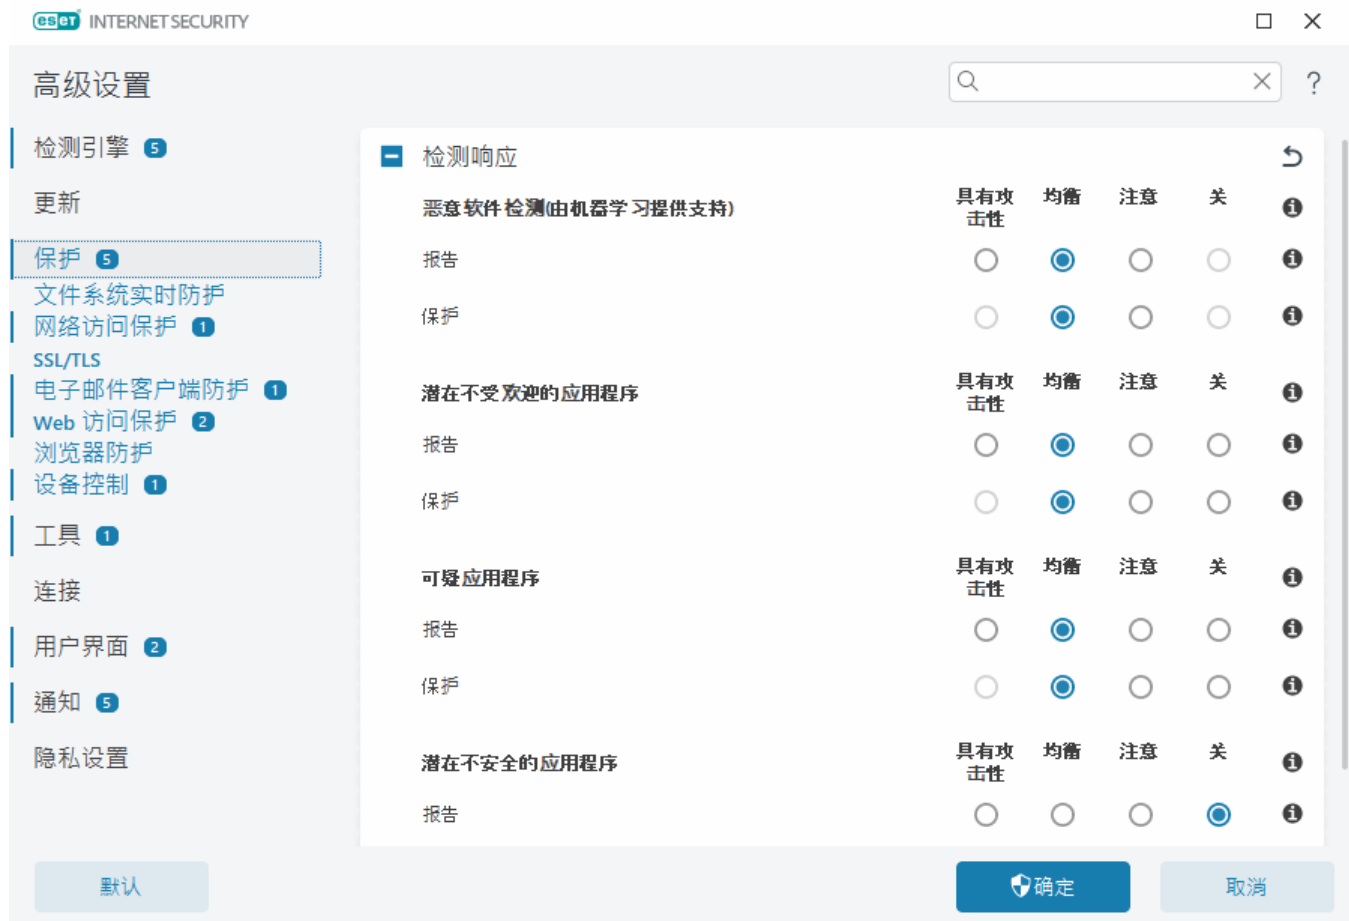 eset INTERNET SECURITY
高级设置
?
检测引擎 5
更新
保护 5
文件系统实时防护
网络访问保护 1
SSL/TLS
电子邮件客户端防护 1
Web 访问保护 2
浏览器防护
设备控制 1
工具 1
连接
用户界面 2
通知 5
隐私设置
检测响应
恶意软件检测(由机器学习提供支持) 具有攻击性 均衡 注意 关
报告
保护
潜在不受欢迎的应用程序 具有攻击性 均衡 注意 关
报告
保护
可疑应用程序 具有攻击性 均衡 注意 关
报告
保护
潜在不安全的应用程序 具有攻击性 均衡 注意 关
报告
默认 确定 取消